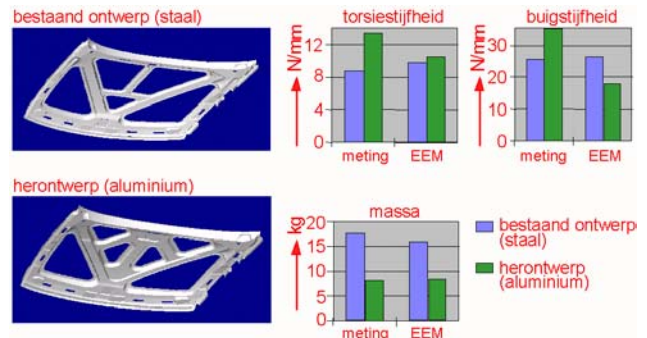 bestaand ontwerp (staal)
torsiestijfheid
N/mm
12
8
4
0
meting EEM
buigstijfheid
N/mm
30
20
10
0
meting EEM
herontwerp (aluminium)
massa
kg
20
15
10
5
0
meting EEM
bestaand ontwerp
(staal)
herontwerp
(aluminium)